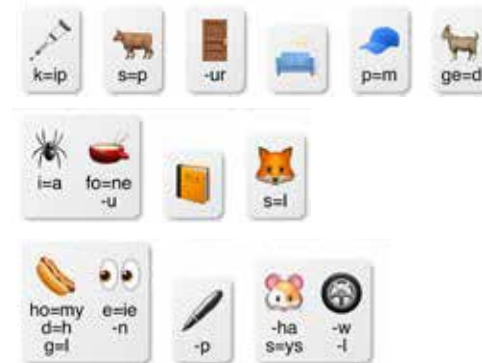 k=ip s=p -ur p=m ge=d
i=a fo=ne
-u s=l
ho=my e=ie
d=h -n -p -ha -w
g=l s=ys -l